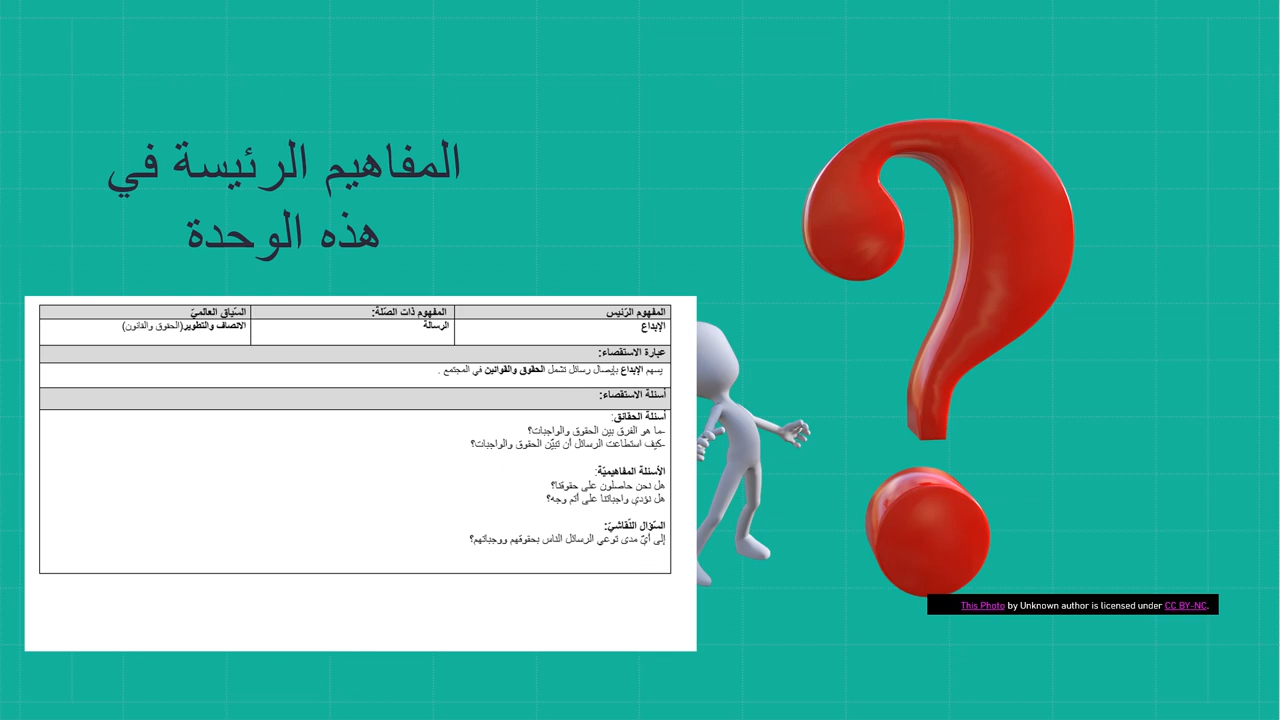 المفاهيم الرئيسة في
هذه الوحدة
المفهوم الرّئيس
المفهوم ذات الصّلة:
السّياق العالميّ
الإبداع
الرسالة
الانصاف والتطوير(الحقوق والقانون)
عبارة الاستقصاء:
يسهم الإبداع بإيصال رسائل تشمل الحقوق والقوانين في المجتمع .
أسئلة الاستقصاء:
أسئلة الحقائق:
-ما هو الفرق بين الحقوق والواجبات؟
-كيف استطاعت الرسائل أن تبيّن الحقوق والواجبات؟
الأسئلة المفاهيميّة:
هل نحن حاصلون على حقوقنا؟
هل نؤدي واجباتنا على أتم وجه؟
السّؤال النّقاشيّ:
إلى أيّ مدى توعي الرسائل الناس بحقوقهم ووجباتهم؟
This Photo by Unknown author is licensed under CC BY-NC.